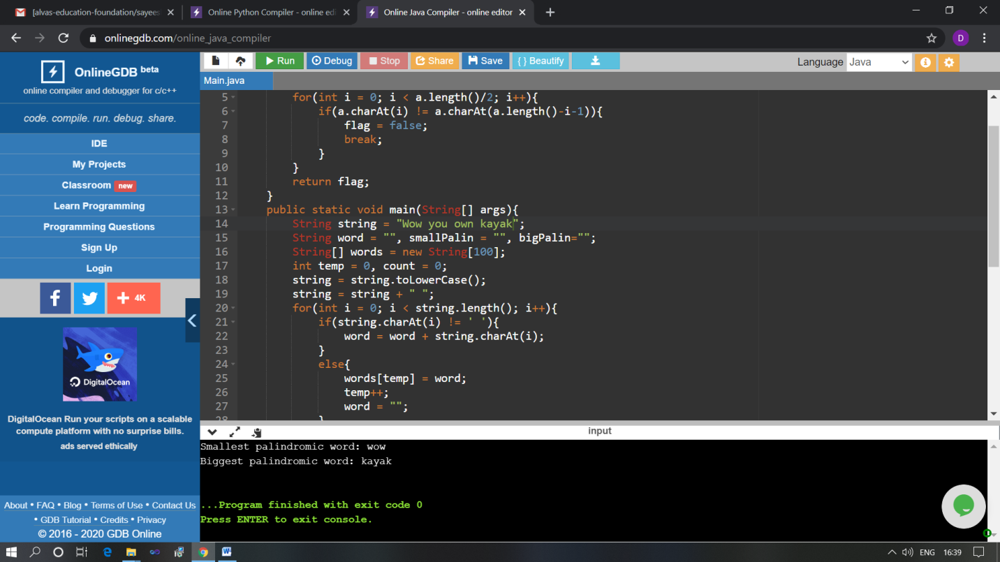 [alvas-education-foundation/sayees
Online Python Compiler - online edi
Online Java Compiler - online editor
onlinegdb.com/online_java_compiler
D
OnlineGDB beta
online compiler and debugger for c/c++
code. compile. run. debug. share.
IDE
My Projects
Classroom new
Learn Programming
Programming Questions
Sign Up
Login
f
+ 4K
DigitalOcean
DigitalOcean Run your scripts on a scalable
compute platform with no surprise bills.
ads served ethically
About • FAQ • Blog • Terms of Use • Contact Us
• GDB Tutorial • Credits • Privacy
© 2016 - 2020 GDB Online
Run Debug Stop Share Save { } Beautify
Language Java
Main.java
5 for(int i = 0; i < a.length()/2; i++){
6 if(a.charAt(i) != a.charAt(a.length()-i-1)){
7 flag = false;
8 break;
9 }
10 }
11 return flag;
12 }
13 public static void main(String[] args){
14 String string = "Wow you own kayak";
15 String word = "", smallPalin = "", bigPalin="";
16 String[] words = new String[100];
17 int temp = 0, count = 0;
18 string = string.toLowerCase();
19 string = string + " ";
20 for(int i = 0; i < string.length(); i++){
21 if(string.charAt(i) != ' '){
22 word = word + string.charAt(i);
23 }
24 else{
25 words[temp] = word;
26 temp++;
27 word = "";
28 }
input
Smallest palindromic word: wow
Biggest palindromic word: kayak
...Program finished with exit code 0
Press ENTER to exit console.
ENG 16:39